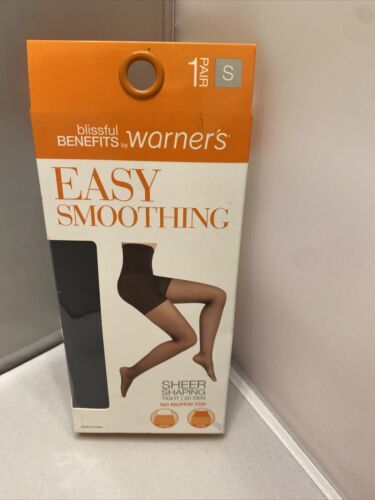 1 PAIR
S
blissful
BENEFITS by warner's
EASY
SMOOTHING
SHEER
SHAPING
TIGHT | 20 DEN
NO MUFFIN TOP